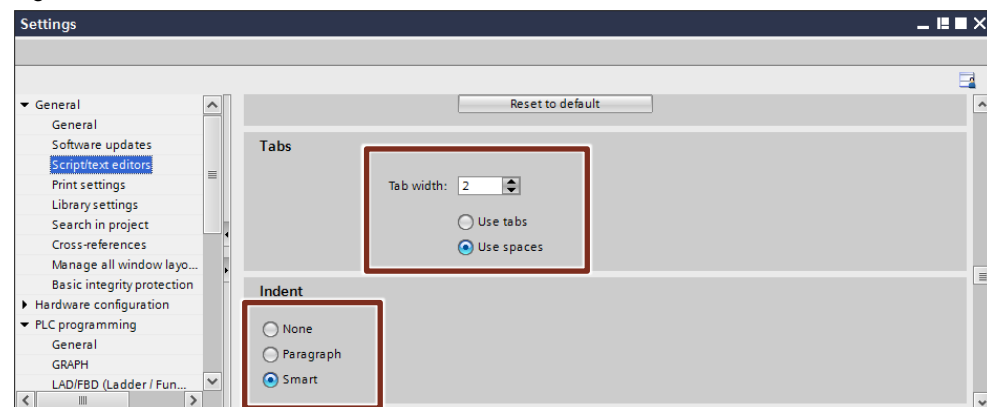 Settings
General
General
Software updates
Script/text editors
Print settings
Library settings
Search in project
Cross-references
Manage all window layo...
Basic integrity protection
Hardware configuration
PLC programming
General
GRAPH
LAD/FBD (Ladder / Fun...
Reset to default
Tabs
Tab width: 2
Use tabs
Use spaces
Indent
None
Paragraph
Smart